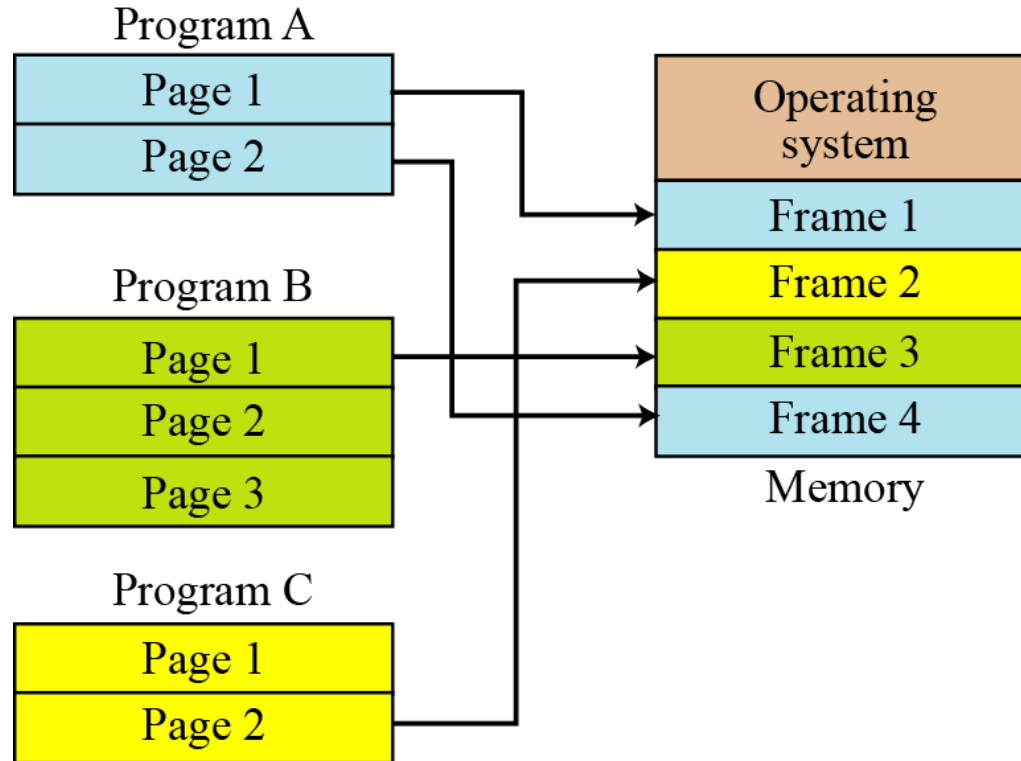 Program A
Page 1
Page 2
Program B
Page 1
Page 2
Page 3
Program C
Page 1
Page 2
Operating
system
Frame 1
Frame 2
Frame 3
Frame 4
Memory